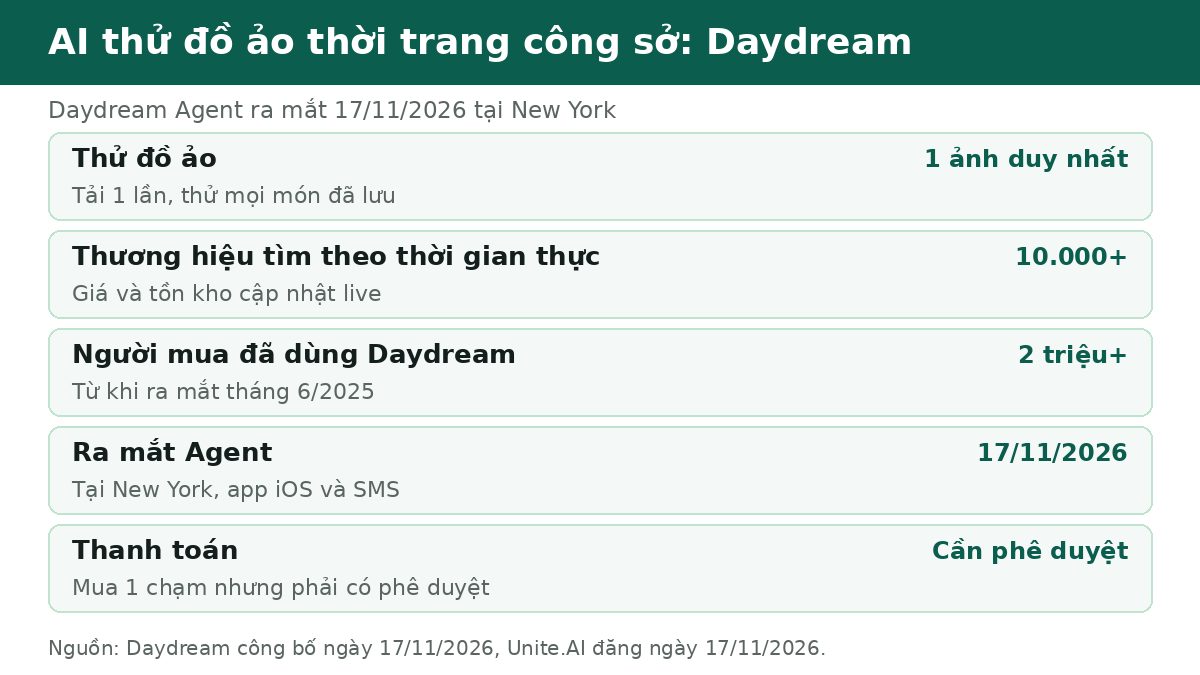 AI thử đồ ảo thời trang công sở: Daydream
Daydream Agent ra mắt 17/11/2026 tại New York
Thử đồ ảo
1 ảnh duy nhất
Tải 1 lần, thử mọi món đã lưu
Thương hiệu tìm theo thời gian thực
10.000+
Giá và tồn kho cập nhật live
Người mua đã dùng Daydream
2 triệu+
Từ khi ra mắt tháng 6/2025
Ra mắt Agent
17/11/2026
Tại New York, app iOS và SMS
Thanh toán
Cần phê duyệt
Mua 1 chạm nhưng phải có phê duyệt
Nguồn: Daydream công bố ngày 17/11/2026, Unite.AI đăng ngày 17/11/2026.